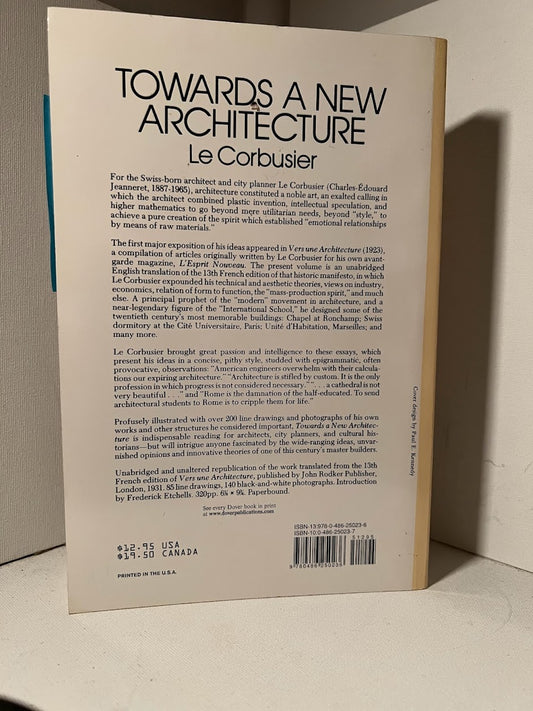 TOWARDS A NEW
ARCHITECTURE
Le Corbusier
For the Swiss-born architect and city planner Le Corbusier (Charles-Édouard
Jeanneret, 1887-1965), architecture constituted a noble art, an exalted calling in
which the architect combined plastic invention, intellectual speculation, and
higher mathematics to go beyond mere utilitarian needs, beyond "style," to
achieve a pure creation of the spirit which established "emotional relationships
by means of raw materials."
The first major exposition of his ideas appeared in Vers une Architecture (1923),
a compilation of articles originally written by Le Corbusier for his own avant-
garde magazine, L'Esprit Nouveau. The present volume is an unabridged
English translation of the 13th French edition of that historic manifesto, in which
Le Corbusier expounded his technical and aesthetic theories, views on industry,
economics, relation of form to function, the "mass-production spirit," and much
else. A principal prophet of the "modern" movement in architecture, and a
near-legendary figure of the "International School," he designed some of the
twentieth century's most memorable buildings: Chapel at Ronchamp; Swiss
dormitory at the Cité Universitaire, Paris; Unité d'Habitation, Marseilles; and
many more.
Le Corbusier brought great passion and intelligence to these essays, which
present his ideas in a concise, pithy style, studded with epigrammatic, often
provocative, observations: "American engineers overwhelm with their calcula-
tions our expiring architecture." "Architecture is stifled by custom. It is the only
profession in which progress is not considered necessary." ". . . a cathedral is not
very beautiful . . ." and "Rome is the damnation of the half-educated. To send
architectural students to Rome is to cripple them for life."
Profusely illustrated with over 200 line drawings and photographs of his own
works and other structures he considered important, Towards a New Architec-
ture is indispensable reading for architects, city planners, and cultural his-
torians—but will intrigue anyone fascinated by the wide-ranging ideas, unvar-
nished opinions and innovative theories of one of this century's master builders.
Unabridged and unaltered republication of the work translated from the 13th
French edition of Vers une Architecture, published by John Rodker Publisher,
London, 1931. 85 line drawings, 140 black-and-white photographs. Introduction
by Frederick Etchells. 320pp. 6⅛ × 9¼. Paperbound.
See every Dover book in print
at www.doverpublications.com
Cover design by Paul E. Kennedy
ISBN-13:978-0-486-25023-6
ISBN-10:0-486-25023-7
51295
9 780486 250236
$12.95 USA
$19.50 CANADA
PRINTED IN THE U.S.A.